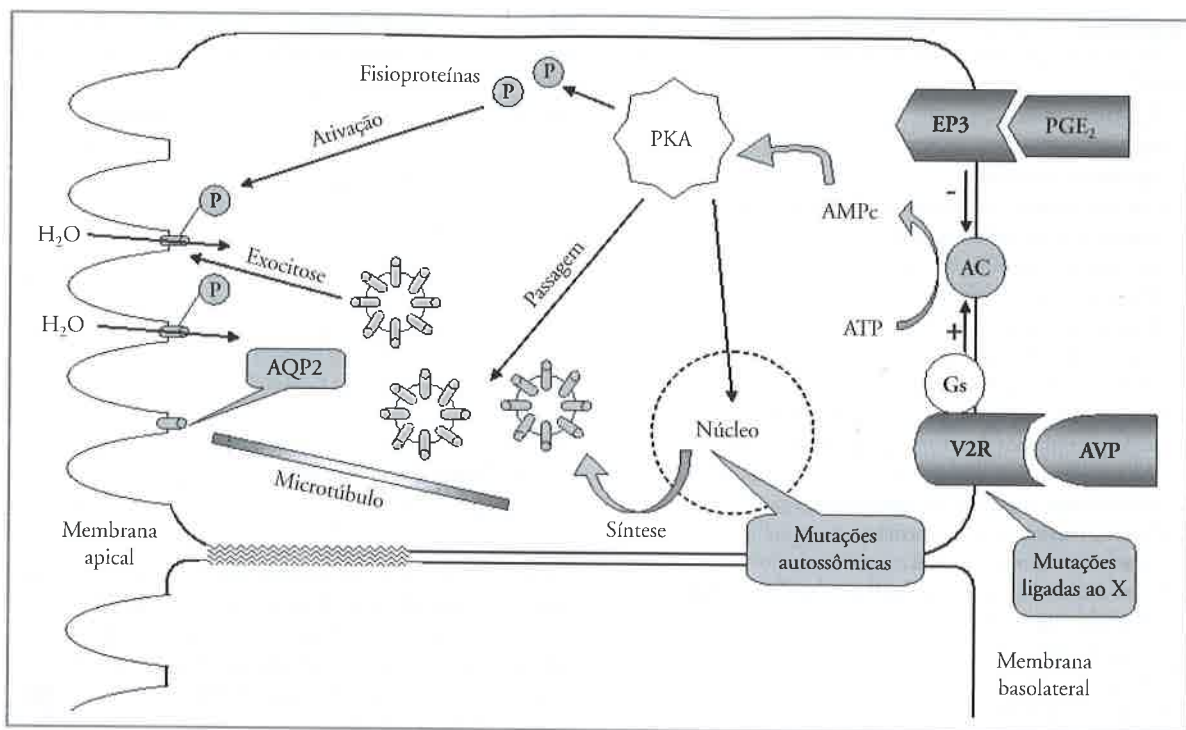 Fisioproteínas
P
P
Ativação
PKA
EP3
PGE₂
-
AMPc
P
H₂O
Exocitose
Passagem
AC
P
ATP
+
H₂O
AQP2
Gs
Núcleo
V2R
AVP
Microtúbulo
Síntese
Membrana
apical
Mutações
autossômicas
Mutações
ligadas ao X
Membrana
basolateral